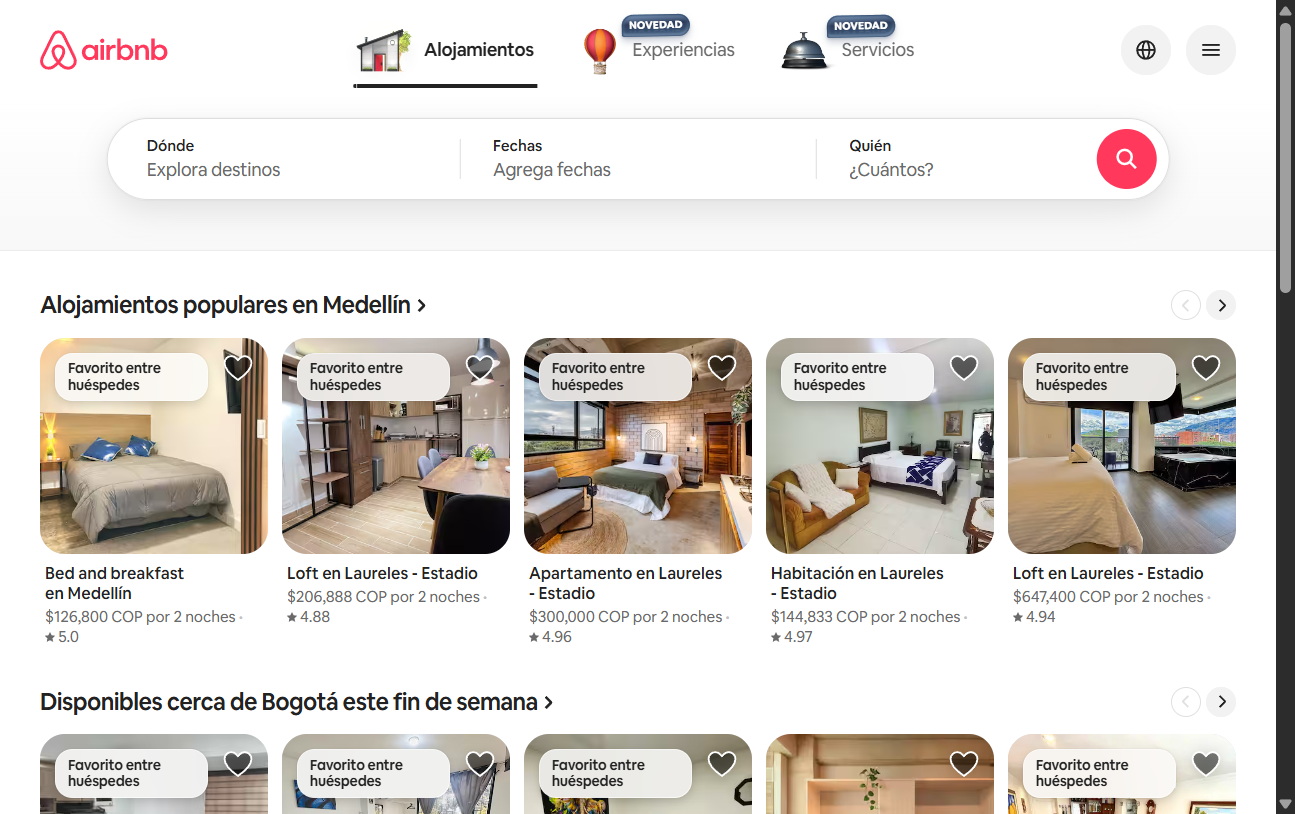 airbnb
Alojamientos
NOVEDAD
Experiencias
NOVEDAD
Servicios
Dónde
Explora destinos
Fechas
Agrega fechas
Quién
¿Cuántos?
Alojamientos populares en Medellín
Favorito entre
huéspedes
Favorito entre
huéspedes
Favorito entre
huéspedes
Favorito entre
huéspedes
Favorito entre
huéspedes
Bed and breakfast
en Medellín
$126,800 COP por 2 noches ·
★ 5.0
Loft en Laureles - Estadio
$206,888 COP por 2 noches ·
★ 4.88
Apartamento en Laureles
- Estadio
$300,000 COP por 2 noches ·
★ 4.96
Habitación en Laureles
- Estadio
$144,833 COP por 2 noches ·
★ 4.97
Loft en Laureles - Estadio
$647,400 COP por 2 noches ·
★ 4.94
Disponibles cerca de Bogotá este fin de semana
Favorito entre
huéspedes
Favorito entre
huéspedes
Favorito entre
huéspedes
Favorito entre
huéspedes